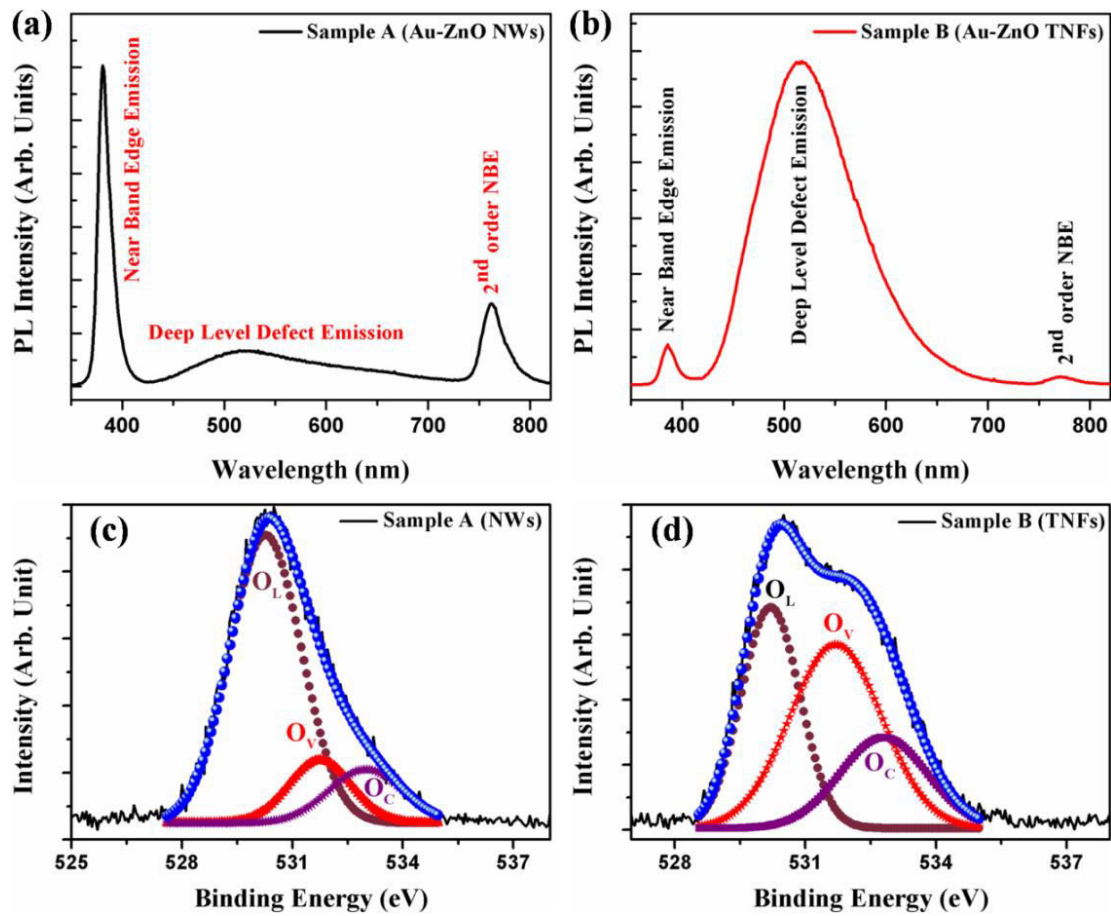 (a)
Sample A (Au-ZnO NWs)
PL Intensity (Arb. Units)
Near Band Edge Emission
Deep Level Defect Emission
2nd order NBE
400 500 600 700 800
Wavelength (nm)
(b)
Sample B (Au-ZnO TNFs)
PL Intensity (Arb. Units)
Near Band Edge Emission
Deep Level Defect Emission
2nd order NBE
400 500 600 700 800
Wavelength (nm)
(c)
Sample A (NWs)
Intensity (Arb. Unit)
OL
OV
OC
525 528 531 534 537
Binding Energy (eV)
(d)
Sample B (TNFs)
Intensity (Arb. Unit)
OL
OV
OC
528 531 534 537
Binding Energy (eV)